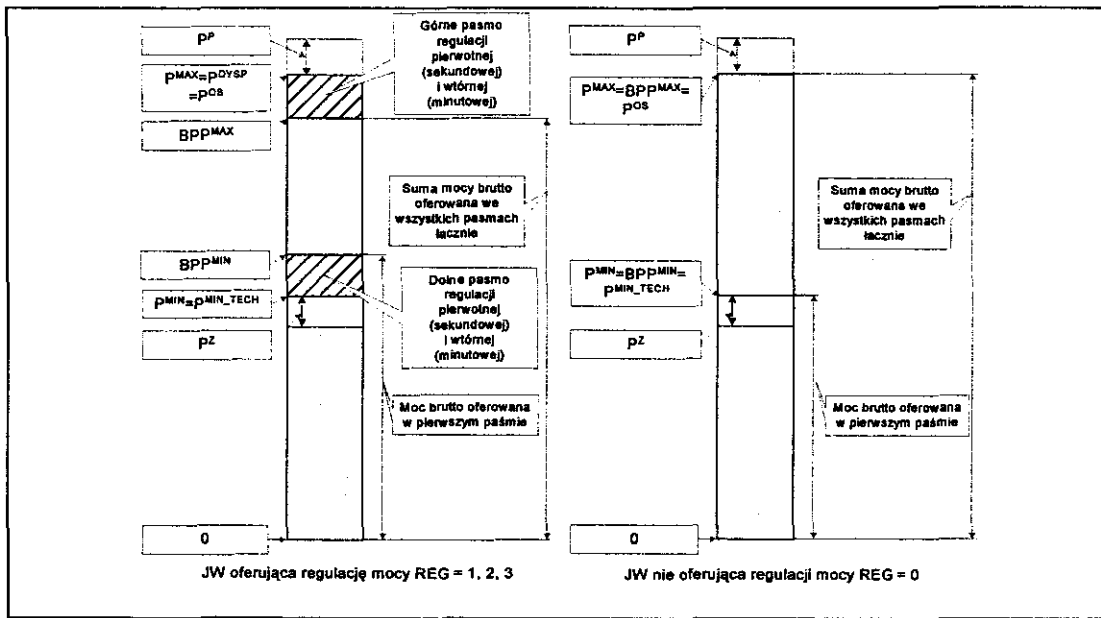 Pᴾ
Górne pasmo
regulacji
pierwotnej
(sekundowej)
i wtórnej
(minutowej)
P^MAX=P^DYSP
=P^OS
BPP^MAX
Suma mocy brutto
oferowana we
wszystkich pasmach
łącznie
BPP^MIN
P^MIN=P^MIN_TECH
Dolne pasmo
regulacji
pierwotnej
(sekundowej)
i wtórnej
(minutowej)
P^Z
Moc brutto oferowana
w pierwszym paśmie
0
JW oferująca regulację mocy REG = 1, 2, 3
Pᴾ
P^MAX=BPP^MAX=
P^OS
Suma mocy brutto
oferowana we
wszystkich pasmach
łącznie
P^MIN=BPP^MIN=
P^MIN_TECH
P^Z
Moc brutto oferowana
w pierwszym paśmie
0
JW nie oferująca regulacji mocy REG = 0